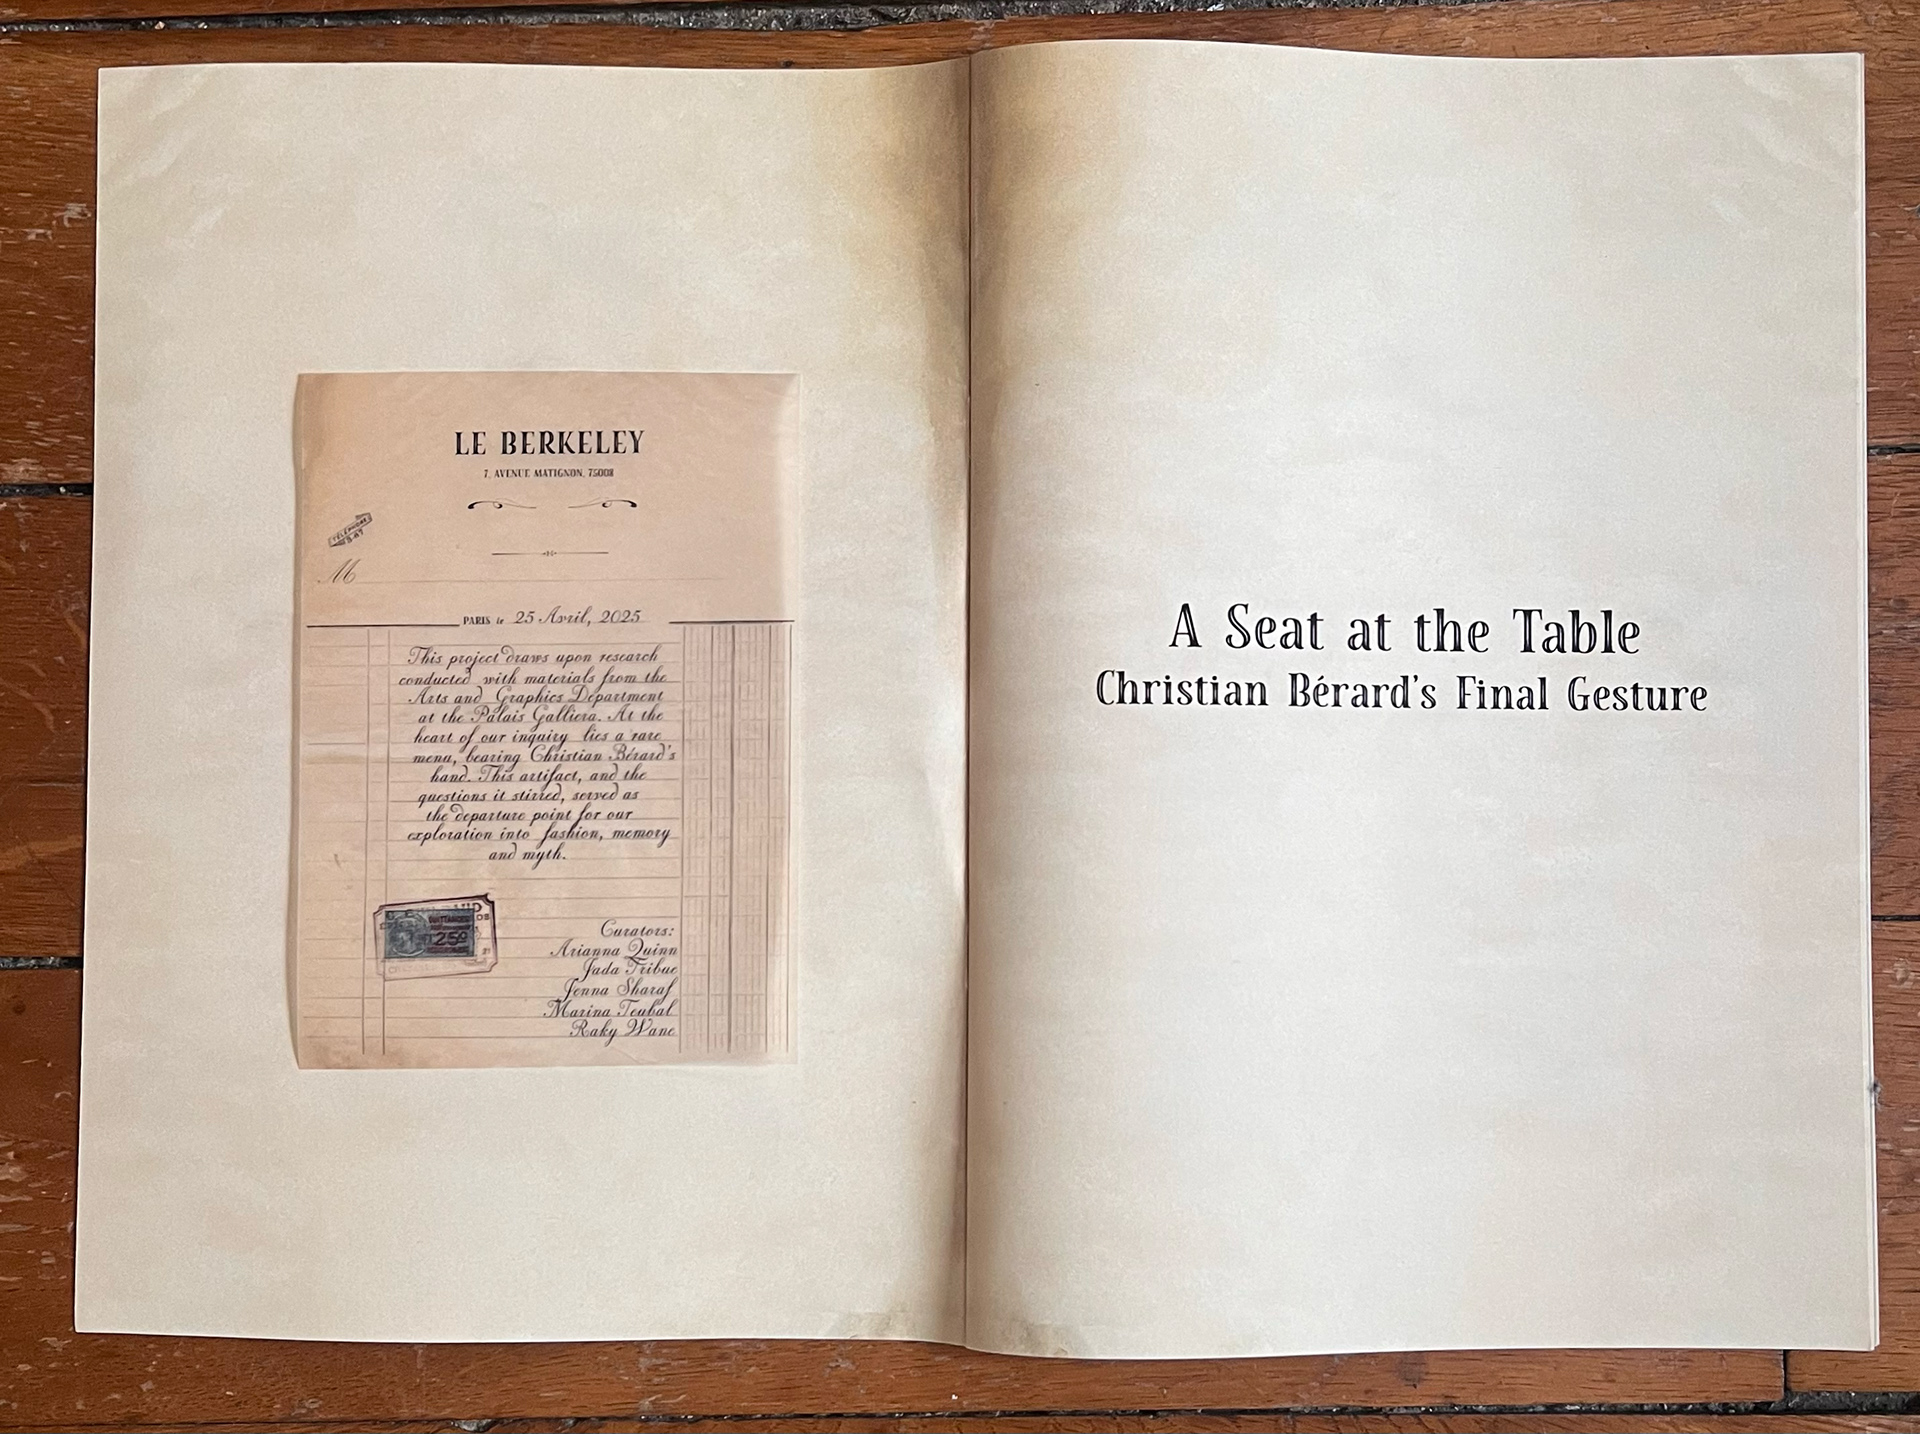 LE BERKELEY
7, AVENUE MATIGNON, 75008
TÉLÉPHONE
3-67
M
PARIS le 25 Avril, 2025
This project draws upon research
conducted with materials from the
Arts and Graphics Department
at the Palais Galliera. At the
heart of our inquiry lies a rare
menu, bearing Christian Bérard's
hand. This artifact, and the
questions it stirred, served as
the departure point for our
exploration into fashion, memory
and myth.
Curators:
Arianna Quinn
Jada Tribue
Jenna Sharaf
Marina Teubal
Raky Wane
A Seat at the Table
Christian Bérard's Final Gesture